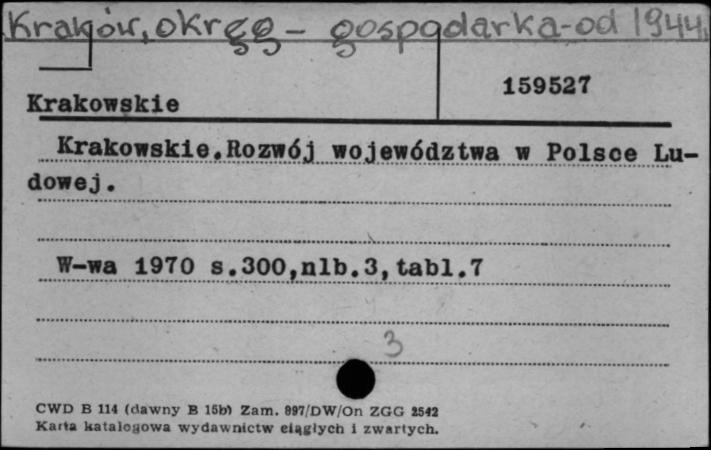 Kraków, okręg – gospodarka-od 1944
159527
Krakowskie
Krakowskie.Rozwój województwa w Polsce Lu-
dowej.
W-wa 1970 s.300,nlb.3,tabl.7
3
CWD B 114 (dawny B 15b) Zam. 897/DW/On ZGG 2542
Karta katalogowa wydawnictw ciągłych i zwartych.